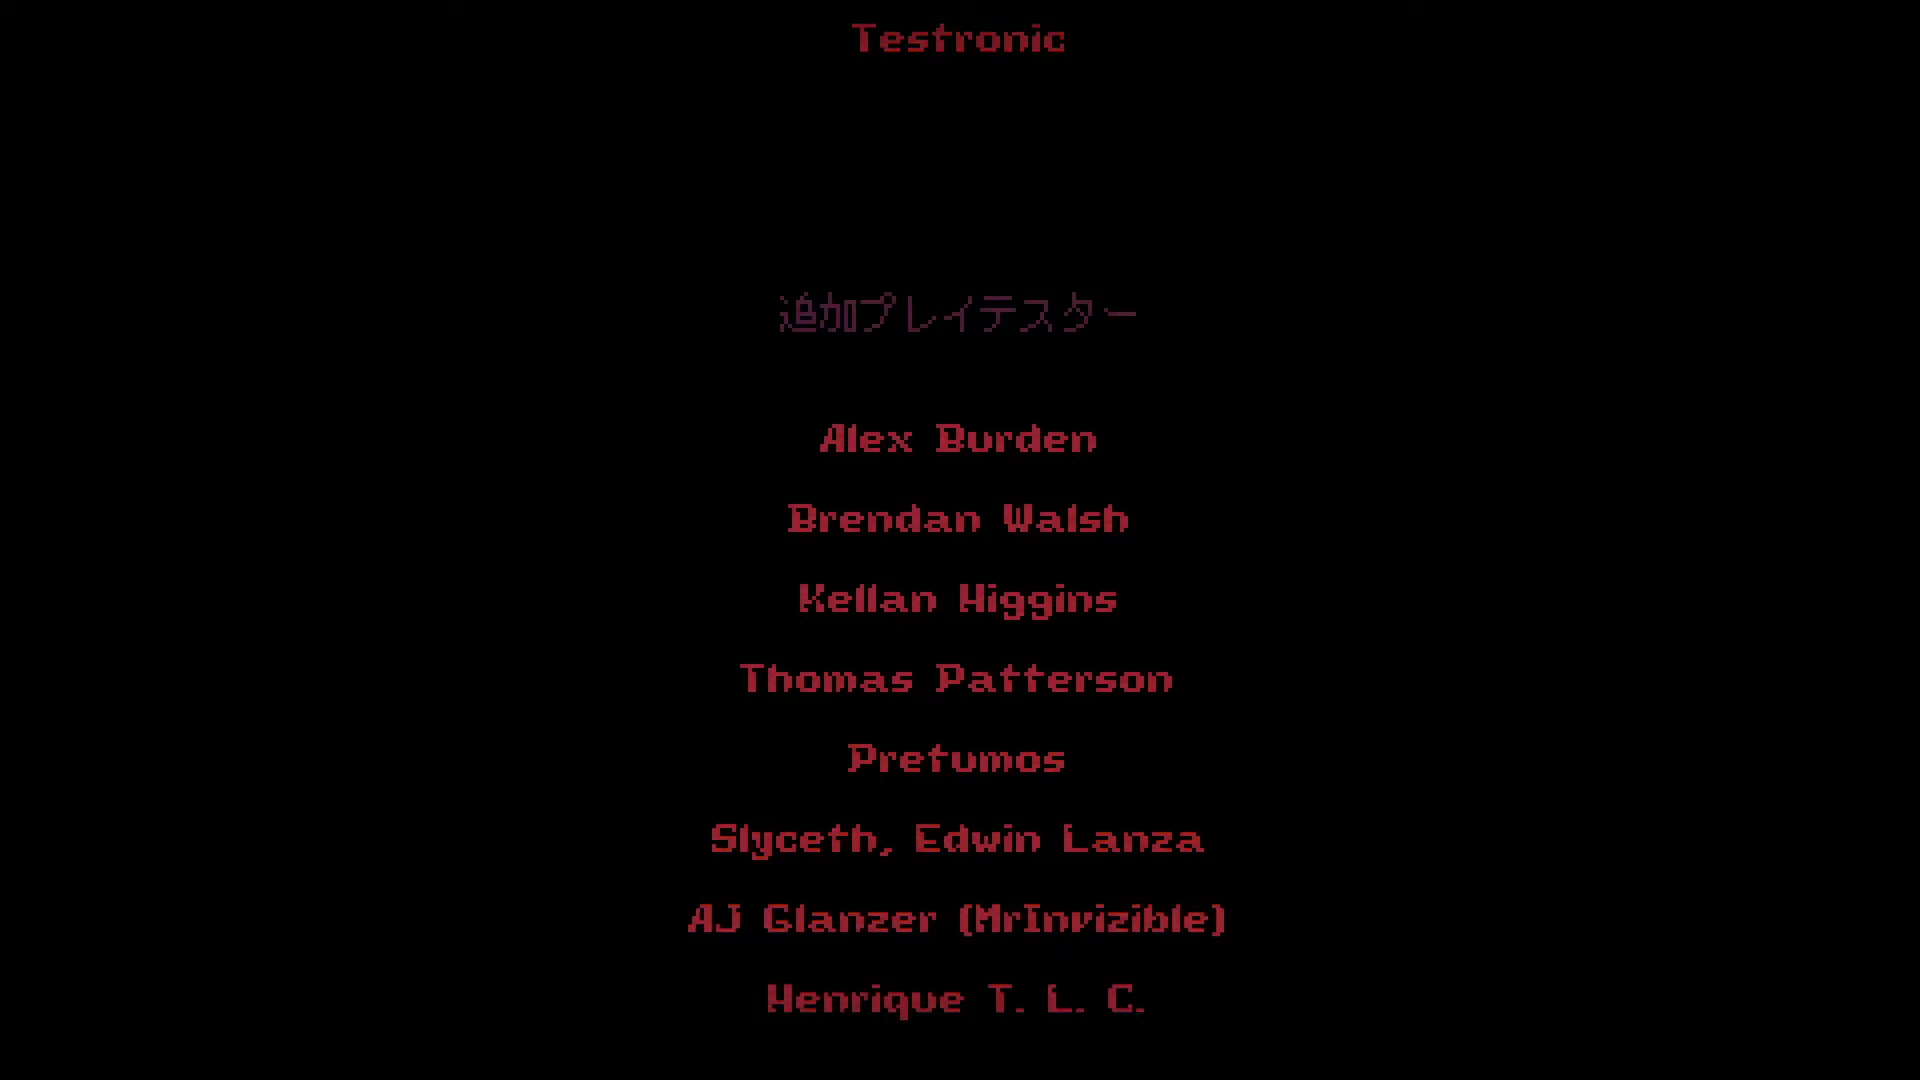 Testronic
追加プレイテスター
Alex Burden
Brendan Walsh
Kellan Higgins
Thomas Patterson
Pretumos
Slyceth, Edwin Lanza
AJ Glanzer (MrInvizible)
Henrique T. L. C.